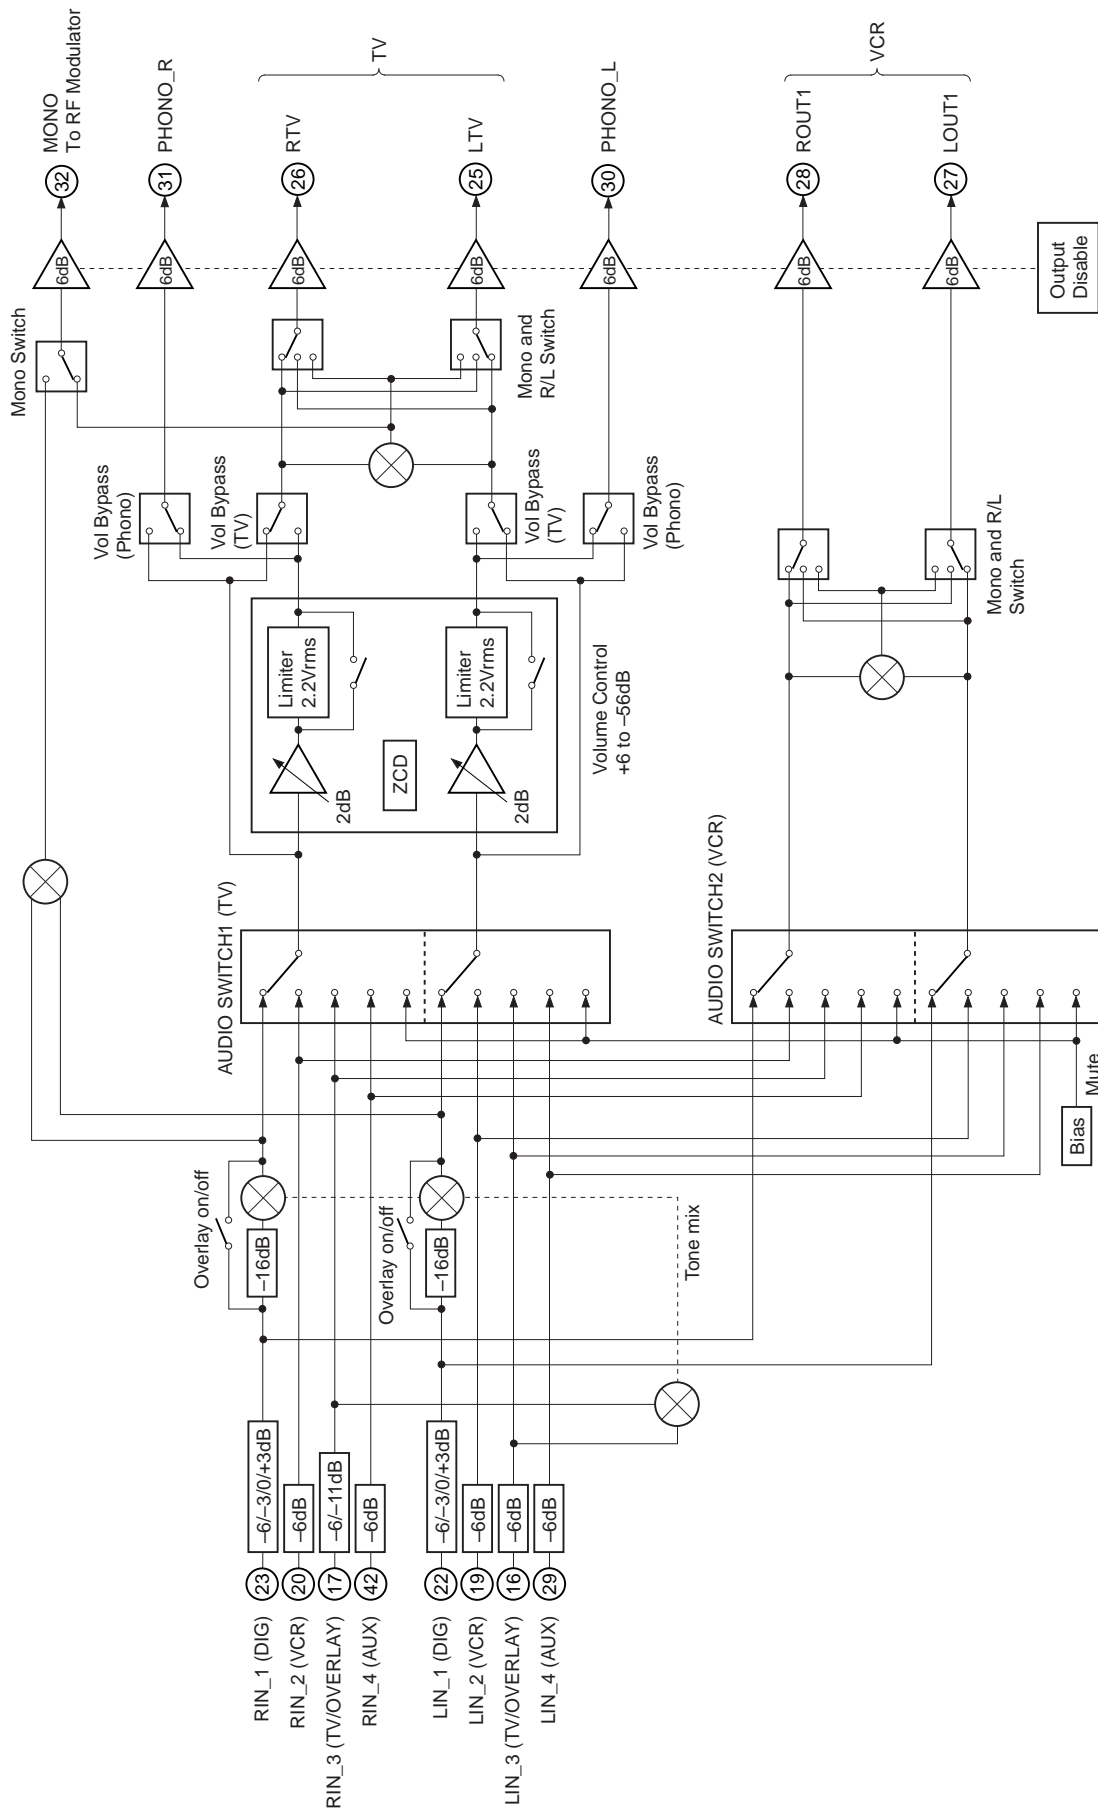 MONO
To RF Modulator
PHONO_R
RTV
TV
LTV
PHONO_L
ROUT1
VCR
LOUT1
32
31
26
25
30
28
27
6dB
6dB
6dB
6dB
6dB
6dB
6dB
Output
Disable
Mono Switch
Mono and
R/L Switch
Vol Bypass
(Phono)
Vol Bypass
(TV)
Vol Bypass
(TV)
Vol Bypass
(Phono)
Mono and R/L
Switch
Limiter
2.2Vrms
Limiter
2.2Vrms
2dB
ZCD
2dB
Volume Control
+6 to –56dB
AUDIO SWITCH1 (TV)
AUDIO SWITCH2 (VCR)
Bias
Mute
Overlay on/off
–16dB
Overlay on/off
–16dB
Tone mix
–6/–3/0/+3dB
–6dB
–6/–11dB
–6dB
–6/–3/0/+3dB
–6dB
–6dB
–6dB
23
20
17
42
22
19
16
29
RIN_1 (DIG)
RIN_2 (VCR)
RIN_3 (TV/OVERLAY)
RIN_4 (AUX)
LIN_1 (DIG)
LIN_2 (VCR)
LIN_3 (TV/OVERLAY)
LIN_4 (AUX)